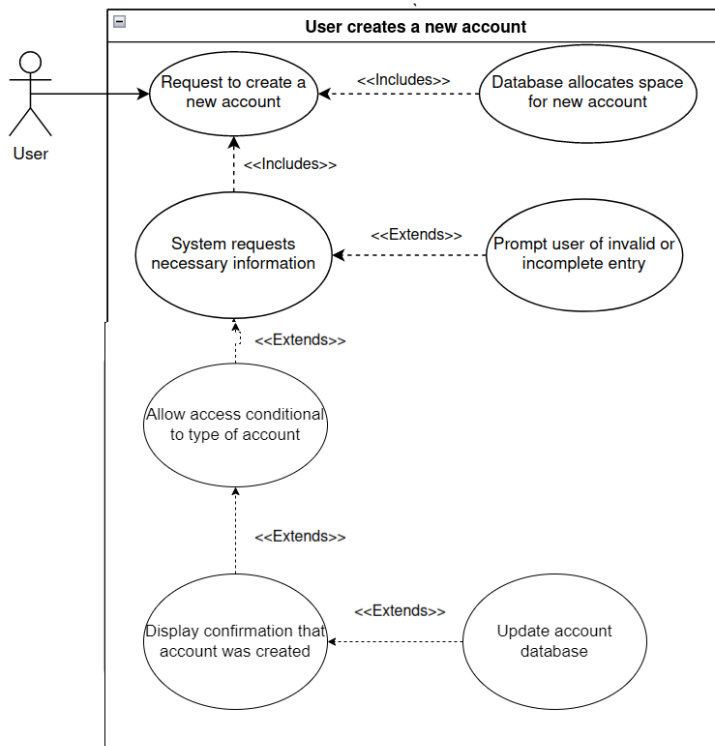 User creates a new account
Request to create a
new account
<<Includes>>
Database allocates space
for new account
User
<<Includes>>
System requests
necessary information
<<Extends>>
Prompt user of invalid or
incomplete entry
<<Extends>>
Allow access conditional
to type of account
<<Extends>>
Display confirmation that
account was created
<<Extends>>
Update account
database